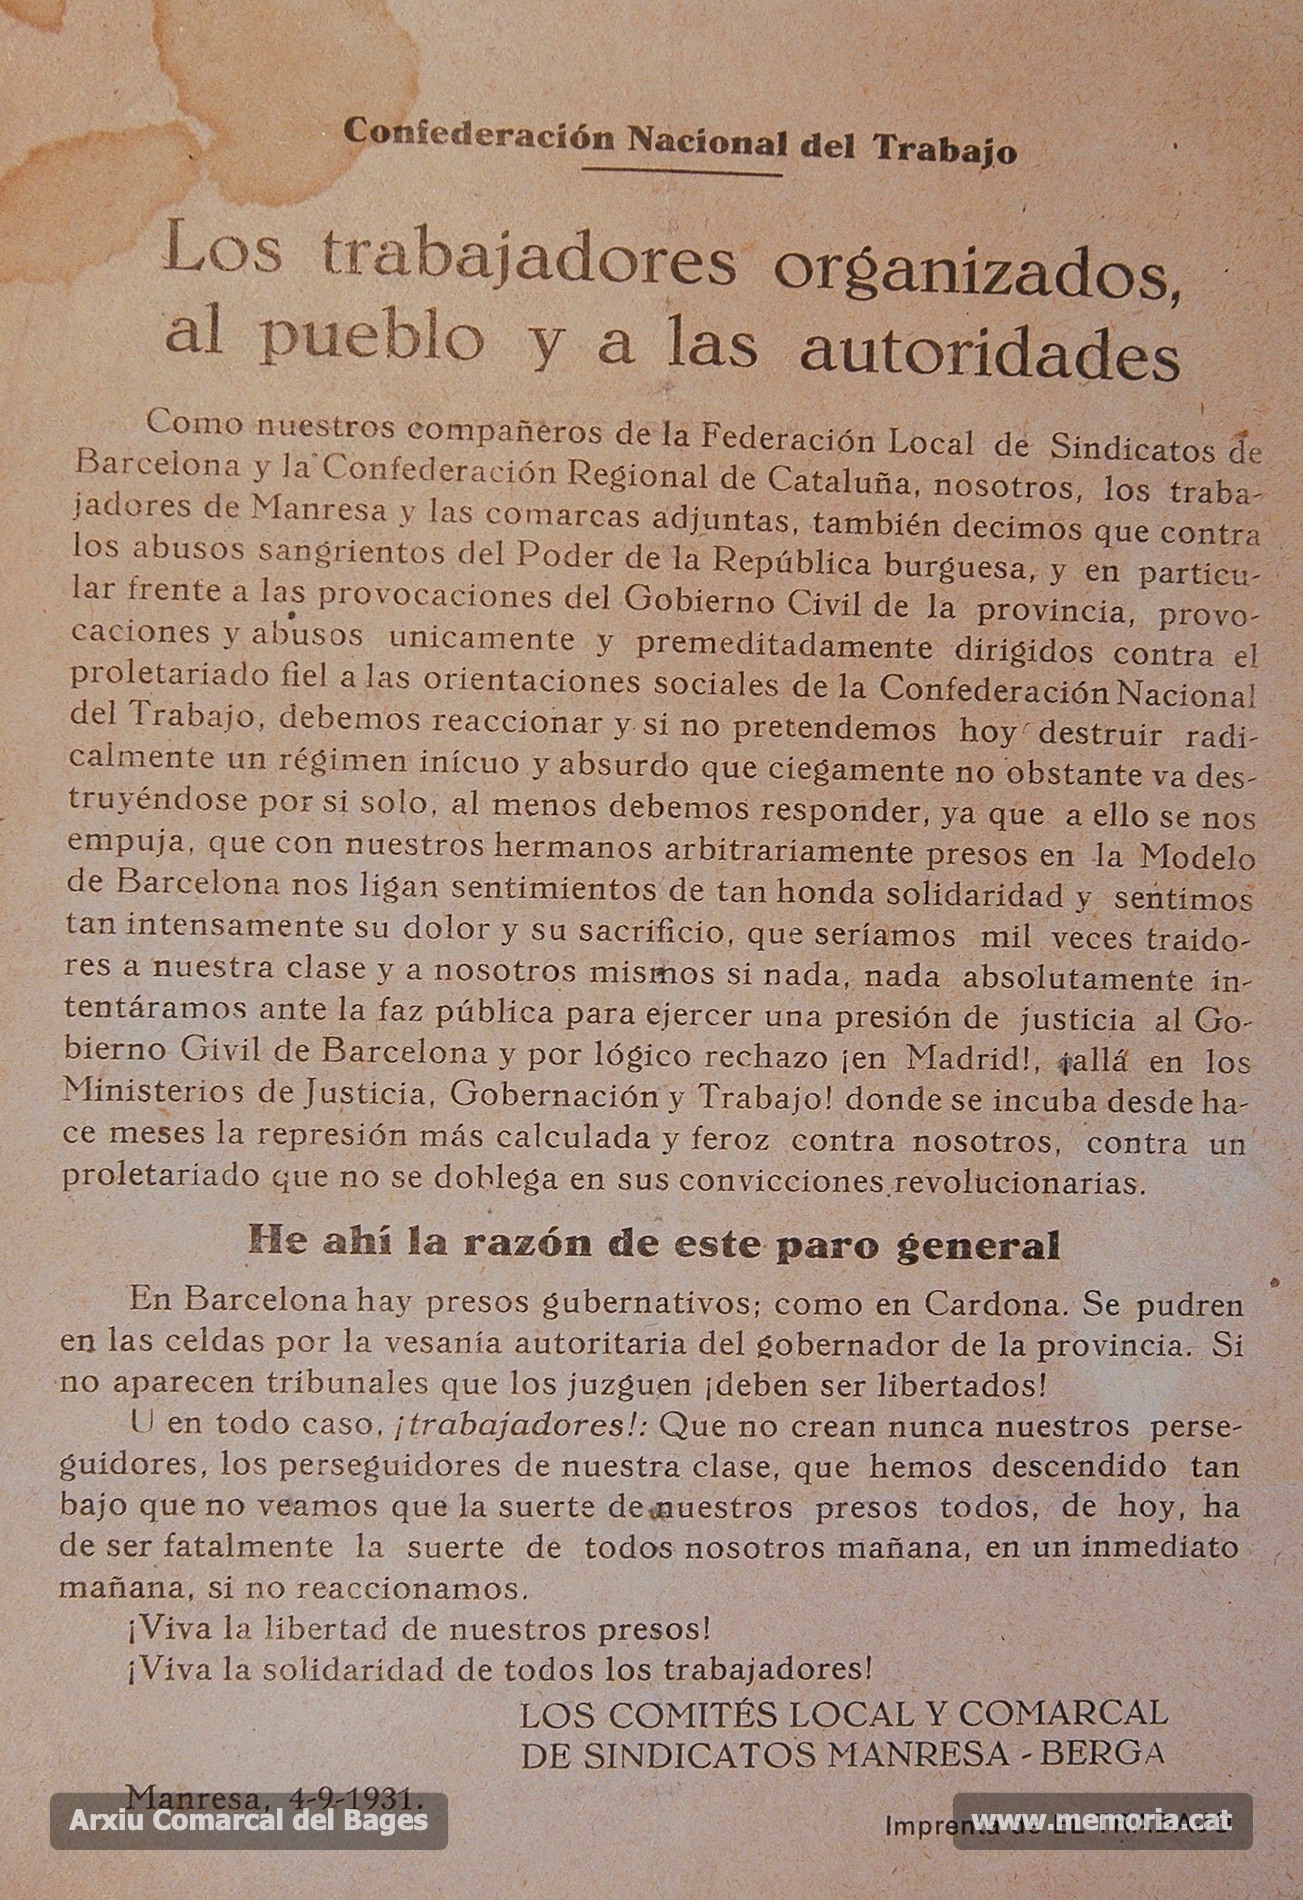 Confederación Nacional del Trabajo
Los trabajadores organizados,
al pueblo y a las autoridades
Como nuestros compañeros de la Federación Local de Sindicatos de
Barcelona y la Confederación Regional de Cataluña, nosotros, los traba-
jadores de Manresa y las comarcas adjuntas, también decimos que contra
los abusos sangrientos del Poder de la República burguesa, y en particu-
lar frente a las provocaciones del Gobierno Civil de la provincia, provo-
caciones y abusos unicamente y premeditadamente dirigidos contra el
proletariado fiel a las orientaciones sociales de la Confederación Nacional
del Trabajo, debemos reaccionar y si no pretendemos hoy destruir radi-
calmente un régimen inícuo y absurdo que ciegamente no obstante va des-
truyéndose por si solo, al menos debemos responder, ya que a ello se nos
empuja, que con nuestros hermanos arbitrariamente presos en la Modelo
de Barcelona nos ligan sentimientos de tan honda solidaridad y sentimos
tan intensamente su dolor y su sacrificio, que seríamos mil veces traido-
res a nuestra clase y a nosotros mismos si nada, nada absolutamente in-
tentáramos ante la faz pública para ejercer una presión de justicia al Go-
bierno Givil de Barcelona y por lógico rechazo ¡en Madrid!, ¡allá en los
Ministerios de Justicia, Gobernación y Trabajo! donde se incuba desde ha-
ce meses la represión más calculada y feroz contra nosotros, contra un
proletariado que no se doblega en sus convicciones revolucionarias.
He ahí la razón de este paro general
En Barcelona hay presos gubernativos; como en Cardona. Se pudren
en las celdas por la vesanía autoritaria del gobernador de la provincia. Si
no aparecen tribunales que los juzguen ¡deben ser libertados!
U en todo caso, ¡trabajadores!: Que no crean nunca nuestros perse-
guidores, los perseguidores de nuestra clase, que hemos descendido tan
bajo que no veamos que la suerte de nuestros presos todos, de hoy, ha
de ser fatalmente la suerte de todos nosotros mañana, en un inmediato
mañana, si no reaccionamos.
¡Viva la libertad de nuestros presos!
¡Viva la solidaridad de todos los trabajadores!
LOS COMITÉS LOCAL Y COMARCAL
DE SINDICATOS MANRESA - BERGA
Manresa, 4-9-1931.
Arxiu Comarcal del Bages
Imprenta de EL TRABAJO
www.memoria.cat